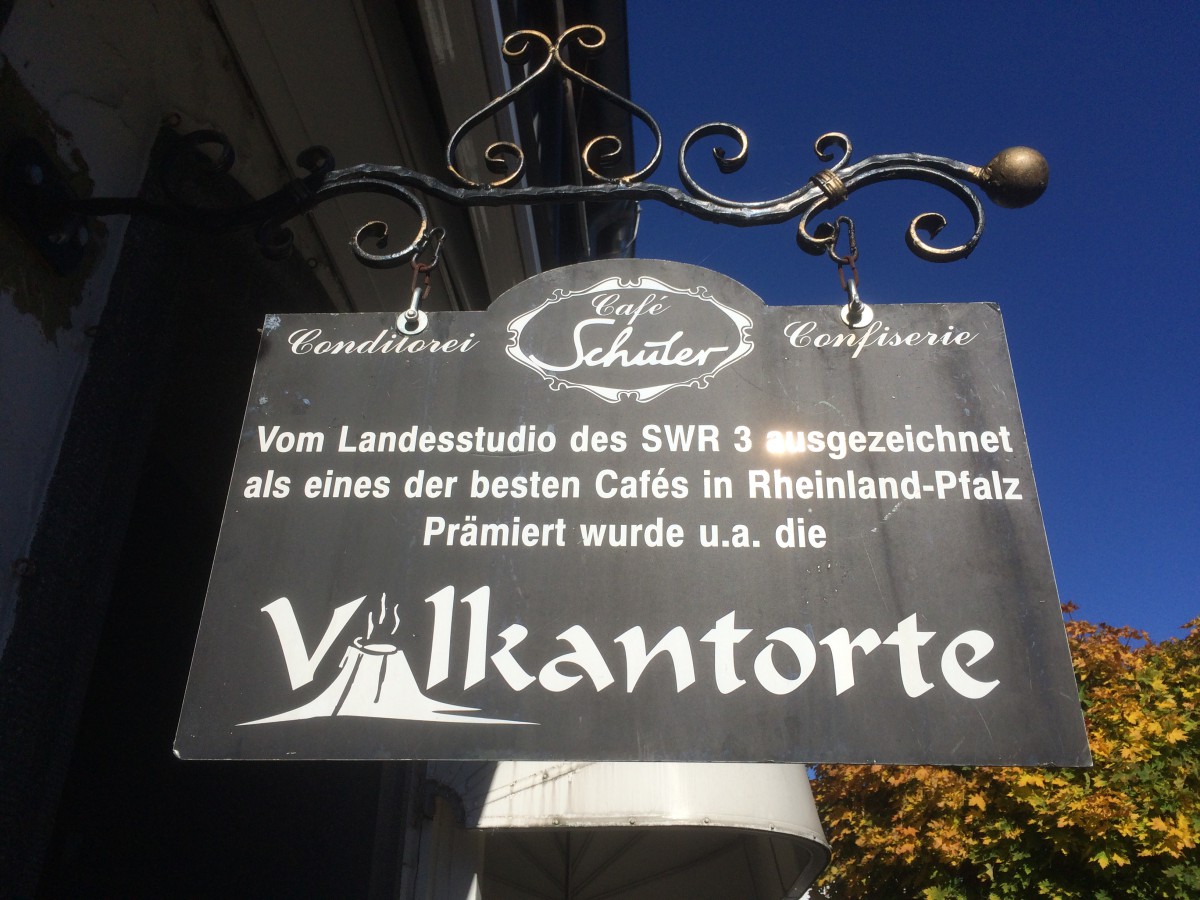 Conditorei
Café
Schuler
Confiserie
Vom Landesstudio des SWR 3 ausgezeichnet
als eines der besten Cafés in Rheinland-Pfalz
Prämiert wurde u.a. die
Vulkantorte